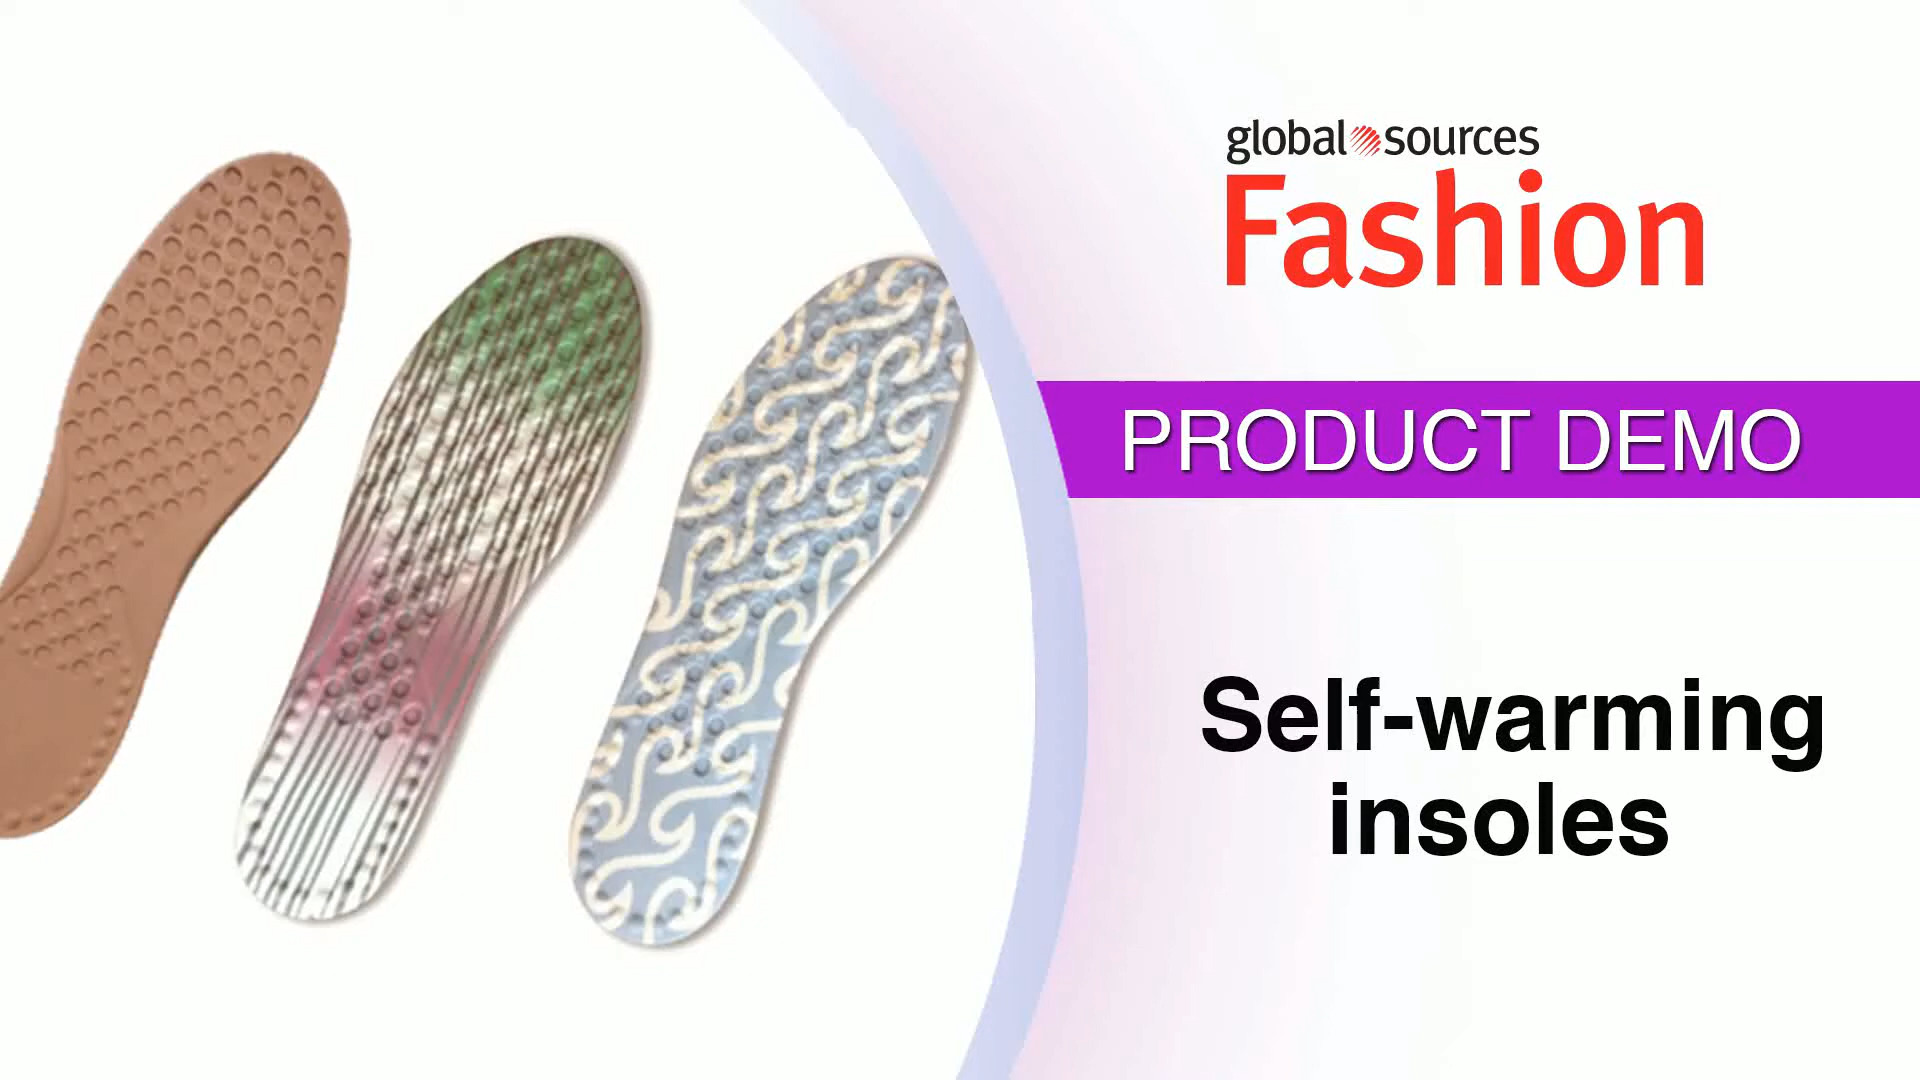 global sources
Fashion
PRODUCT DEMO
Self-warming
insoles